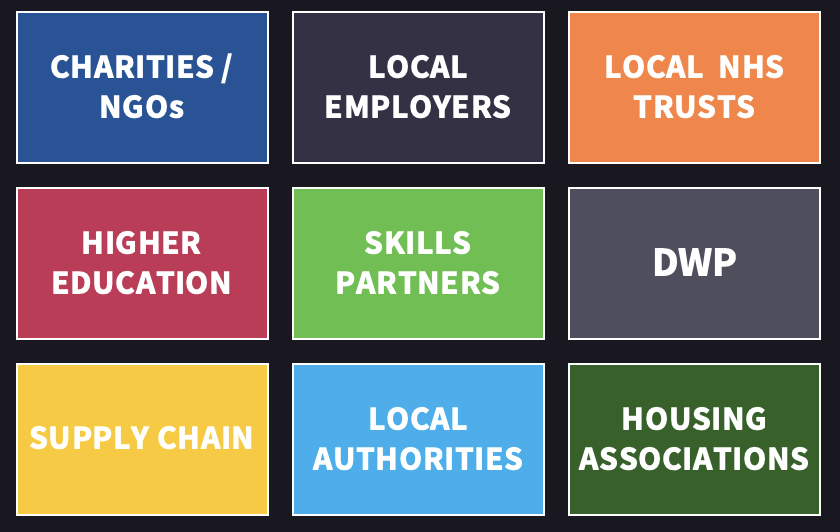 CHARITIES /
NGOs
LOCAL
EMPLOYERS
LOCAL NHS
TRUSTS
HIGHER
EDUCATION
SKILLS
PARTNERS
DWP
SUPPLY CHAIN
LOCAL
AUTHORITIES
HOUSING
ASSOCIATIONS